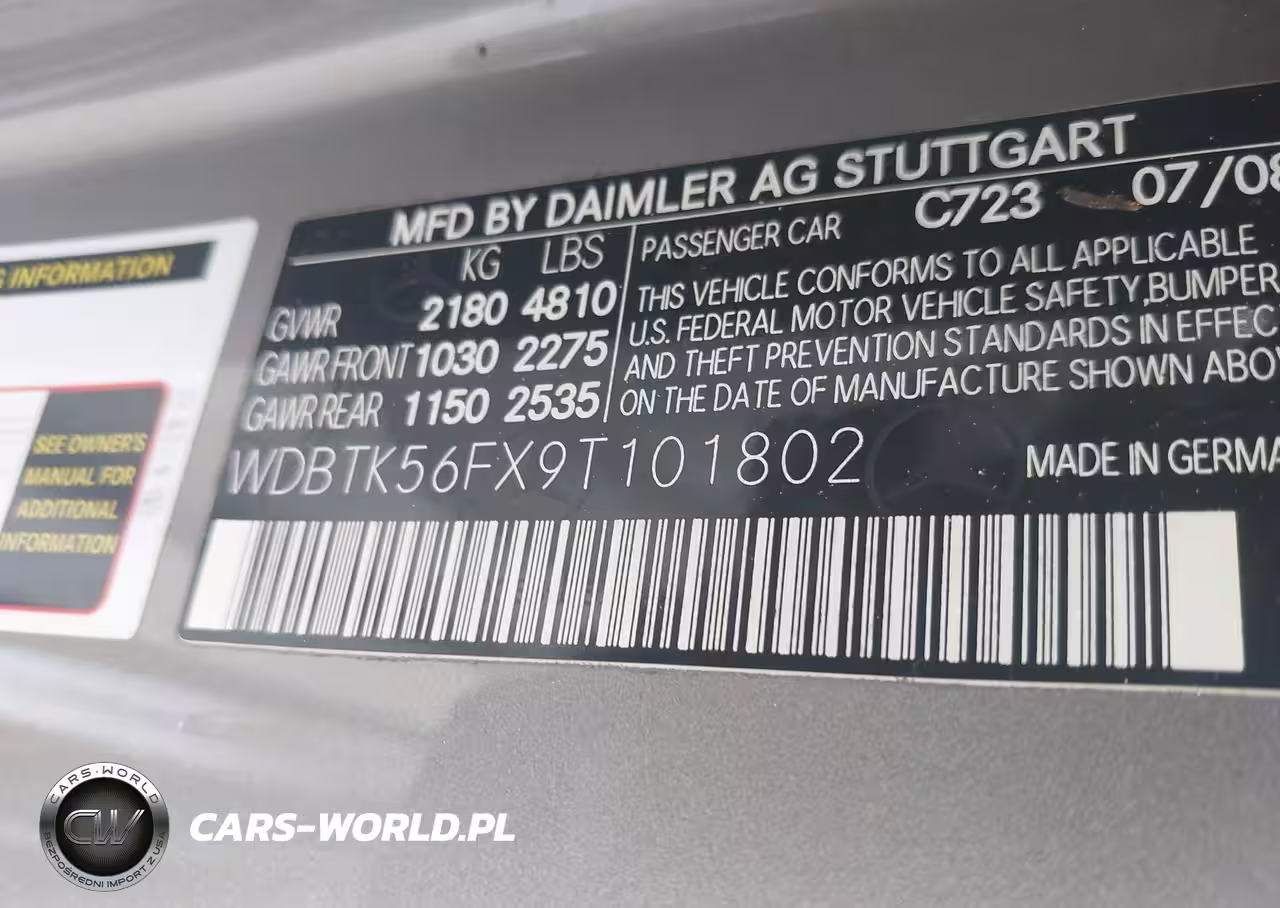 MFD BY DAIMLER AG STUTTGART
KG LBS
GVWR 2180 4810
GAWR FRONT 1030 2275
GAWR REAR 1150 2535
PASSENGER CAR C723 07/08
THIS VEHICLE CONFORMS TO ALL APPLICABLE
U.S. FEDERAL MOTOR VEHICLE SAFETY,BUMPER
AND THEFT PREVENTION STANDARDS IN EFFEC
ON THE DATE OF MANUFACTURE SHOWN ABOV
WDBTK56FX9T101802
MADE IN GERMA
INFORMATION
SEE OWNER'S
MANUAL FOR
ADDITIONAL
INFORMATION
CARS-WORLD
CW
BEZPOŚREDNI IMPORT Z USA
CARS-WORLD.PL